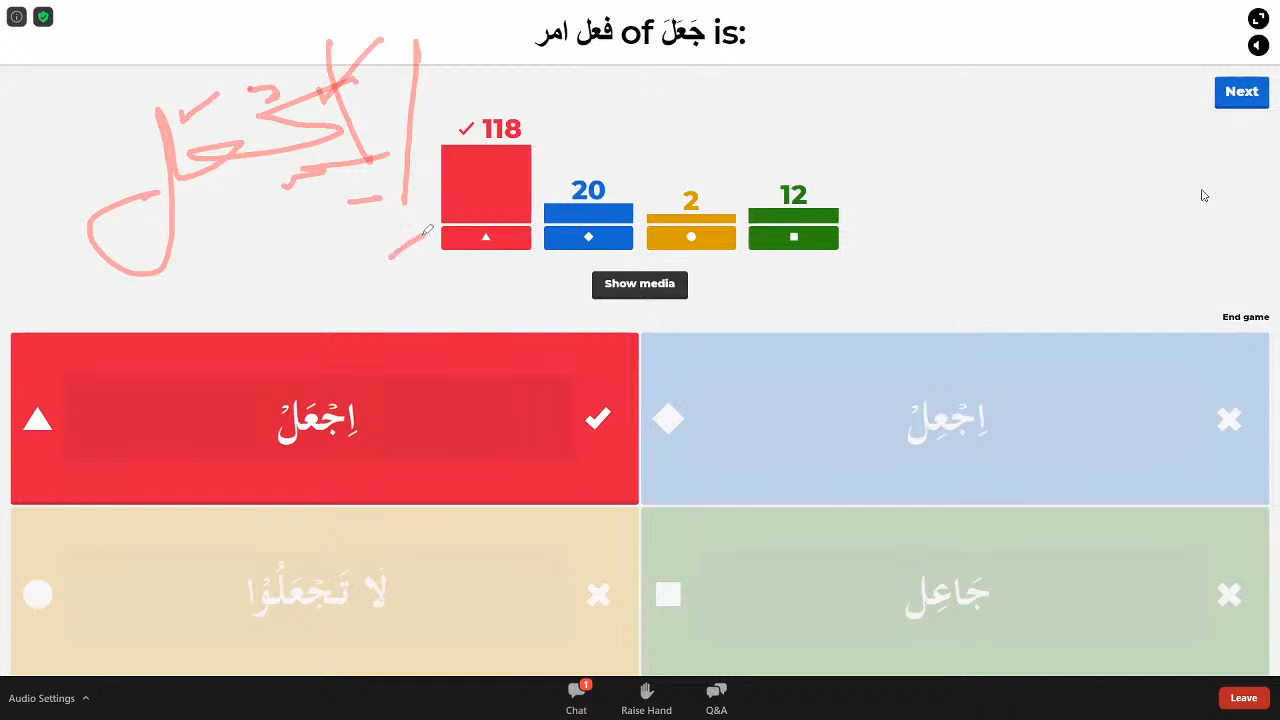 فعل امر of جَعَلَ is:
Next
118
20
2
12
Show media
End game
اِجْعَلْ
اِجْعِلْ
لَا تَجْعَلُوْا
جَاعِل
Audio Settings
Chat
1
Raise Hand
Q&A
Leave